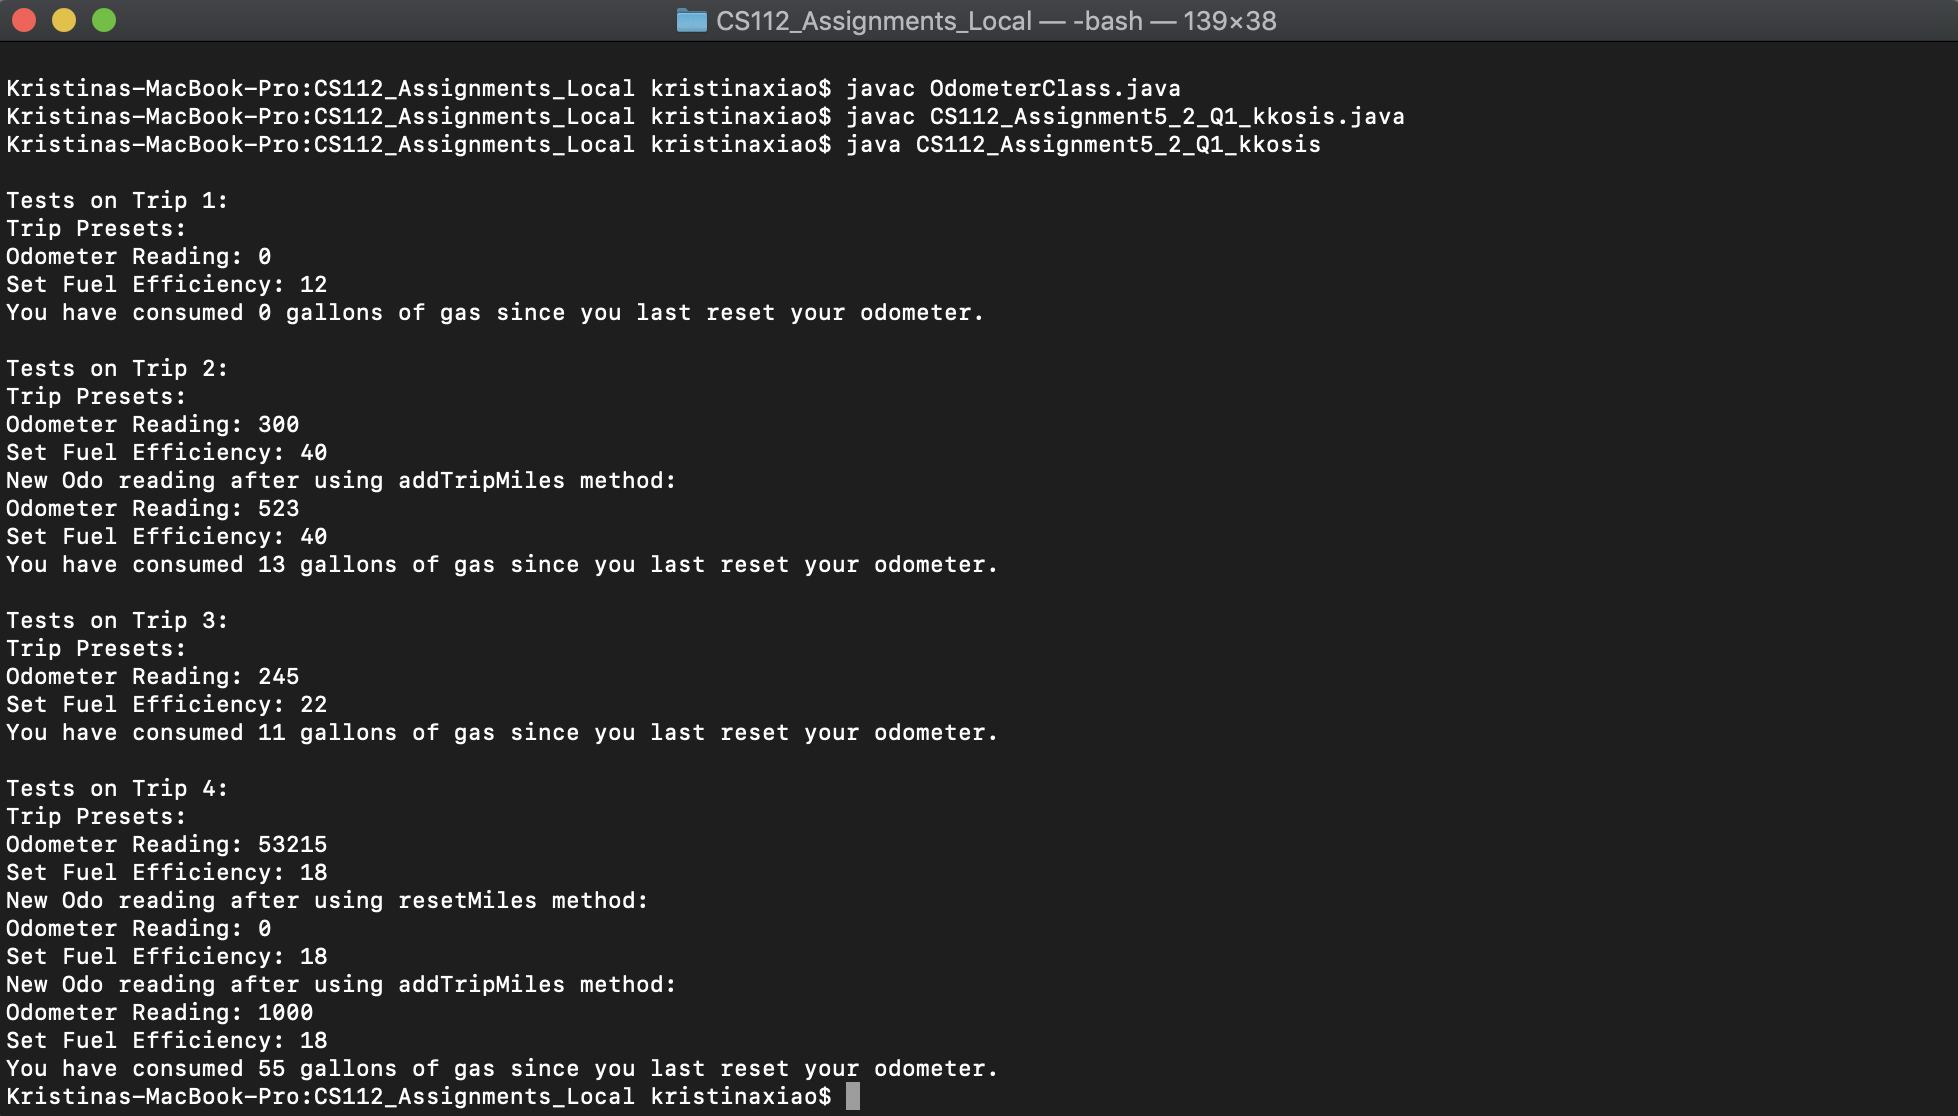 CS112_Assignments_Local — -bash — 139×38
Kristinas-MacBook-Pro:CS112_Assignments_Local kristinaxiao$ javac OdometerClass.java
Kristinas-MacBook-Pro:CS112_Assignments_Local kristinaxiao$ javac CS112_Assignment5_2_Q1_kkosis.java
Kristinas-MacBook-Pro:CS112_Assignments_Local kristinaxiao$ java CS112_Assignment5_2_Q1_kkosis
Tests on Trip 1:
Trip Presets:
Odometer Reading: 0
Set Fuel Efficiency: 12
You have consumed 0 gallons of gas since you last reset your odometer.
Tests on Trip 2:
Trip Presets:
Odometer Reading: 300
Set Fuel Efficiency: 40
New Odo reading after using addTripMiles method:
Odometer Reading: 523
Set Fuel Efficiency: 40
You have consumed 13 gallons of gas since you last reset your odometer.
Tests on Trip 3:
Trip Presets:
Odometer Reading: 245
Set Fuel Efficiency: 22
You have consumed 11 gallons of gas since you last reset your odometer.
Tests on Trip 4:
Trip Presets:
Odometer Reading: 53215
Set Fuel Efficiency: 18
New Odo reading after using resetMiles method:
Odometer Reading: 0
Set Fuel Efficiency: 18
New Odo reading after using addTripMiles method:
Odometer Reading: 1000
Set Fuel Efficiency: 18
You have consumed 55 gallons of gas since you last reset your odometer.
Kristinas-MacBook-Pro:CS112_Assignments_Local kristinaxiao$